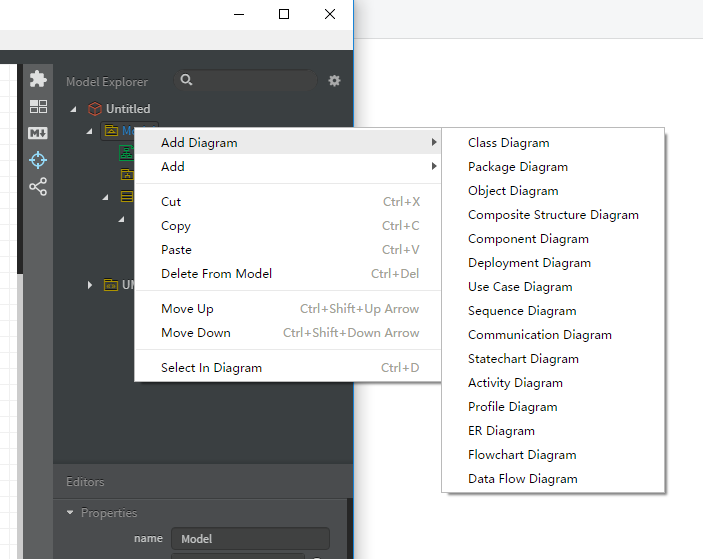 Model Explorer
Untitled
Add Diagram
Add
Cut Ctrl+X
Copy Ctrl+C
Paste Ctrl+V
Delete From Model Ctrl+Del
Move Up Ctrl+Shift+Up Arrow
Move Down Ctrl+Shift+Down Arrow
Select In Diagram Ctrl+D
Class Diagram
Package Diagram
Object Diagram
Composite Structure Diagram
Component Diagram
Deployment Diagram
Use Case Diagram
Sequence Diagram
Communication Diagram
Statechart Diagram
Activity Diagram
Profile Diagram
ER Diagram
Flowchart Diagram
Data Flow Diagram
Editors
Properties
name Model